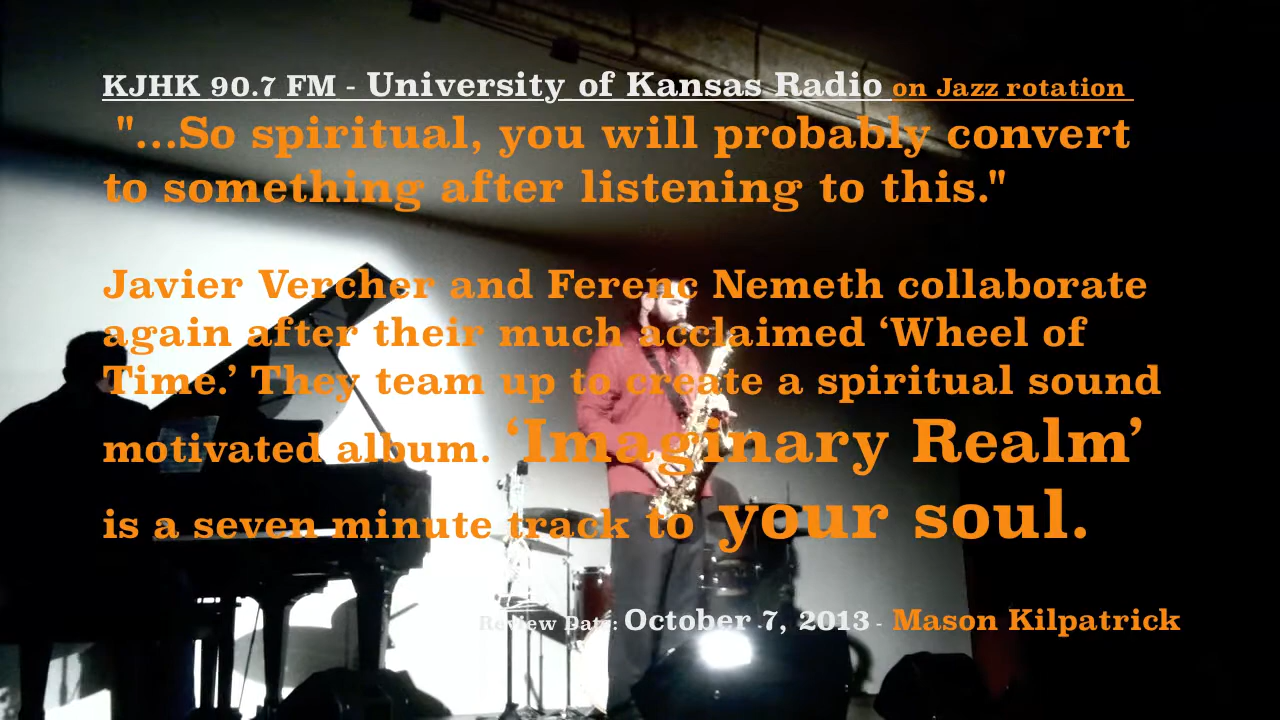 KJHK 90.7 FM - University of Kansas Radio on Jazz rotation
"...So spiritual, you will probably convert
to something after listening to this."
Javier Vercher and Ferenc Nemeth collaborate
again after their much acclaimed ‘Wheel of
Time.’ They team up to create a spiritual sound
motivated album. ‘Imaginary Realm’
is a seven minute track to your soul.
Review Date: October 7, 2013 - Mason Kilpatrick